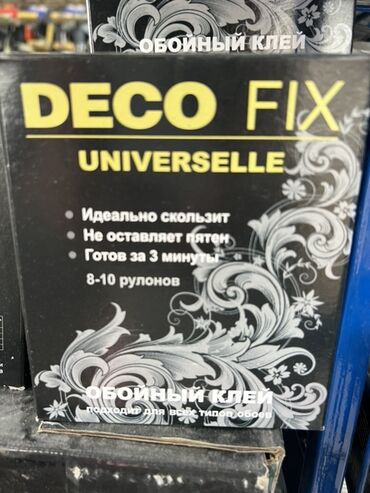 ОБОЙНЫЙ КЛЕЙ
DECO FIX
UNIVERSELLE
• Идеально скользит
• Не оставляет пятен
• Готов за 3 минуты
8-10 рулонов
ОБОЙНЫЙ КЛЕЙ
подходит для всех типов обоев